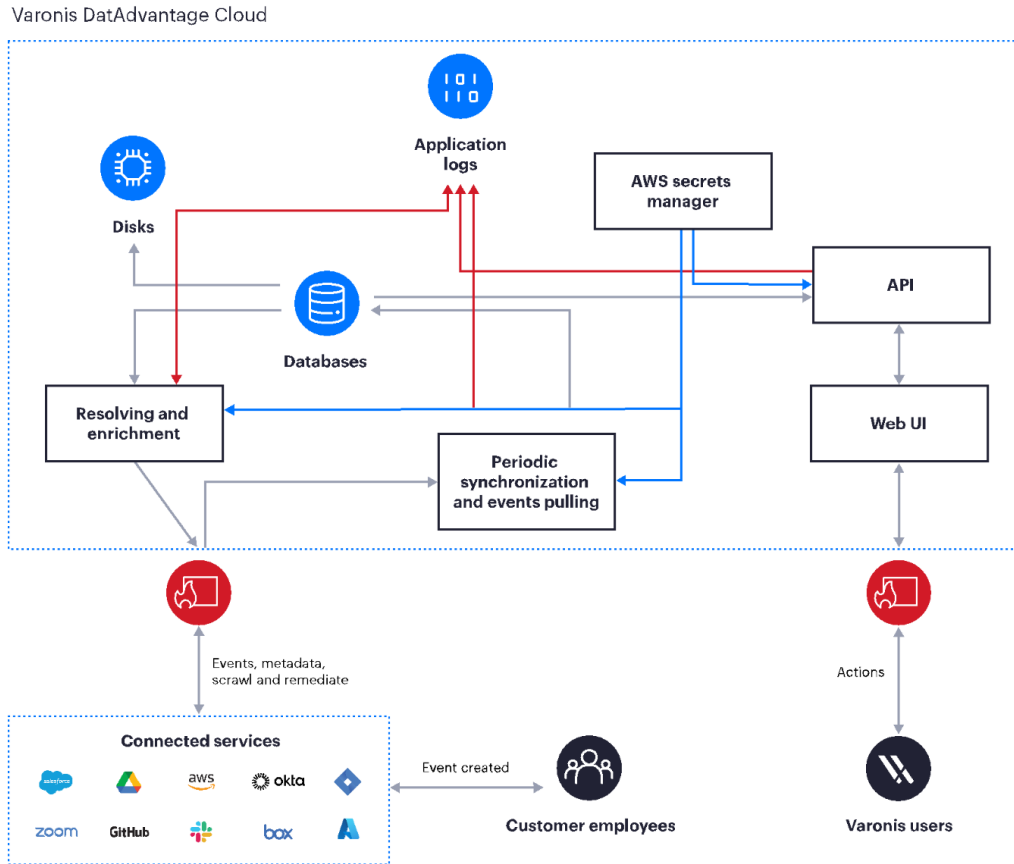 Varonis DatAdvantage Cloud
101
110
Application
logs
AWS secrets
manager
Disks
API
Databases
Resolving and
enrichment
Web UI
Periodic
synchronization
and events pulling
Events, metadata,
scrawl and remediate
Actions
Connected services
salesforce
aws
okta
Event created
zoom
GitHub
box
Customer employees
Varonis users